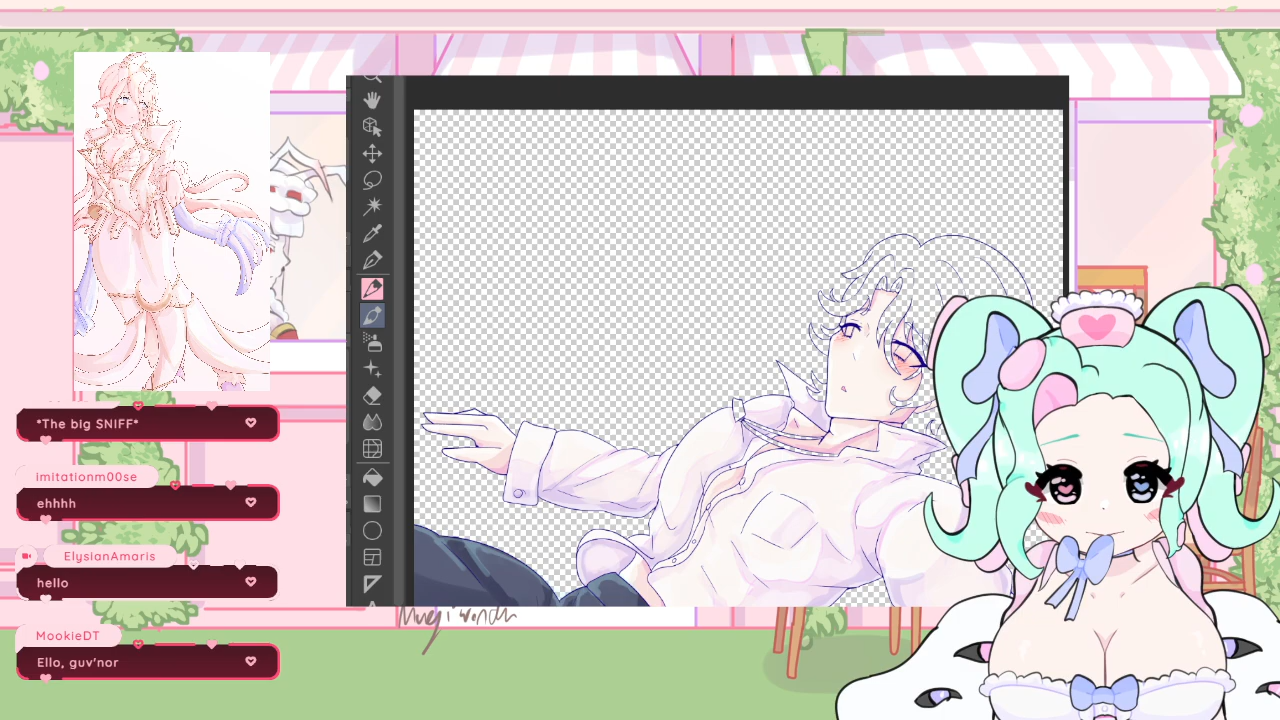 *The big SNIFF*
imitationm00se
ehhhh
ElysianAmaris
hello
MookieDT
Ello, guv'nor